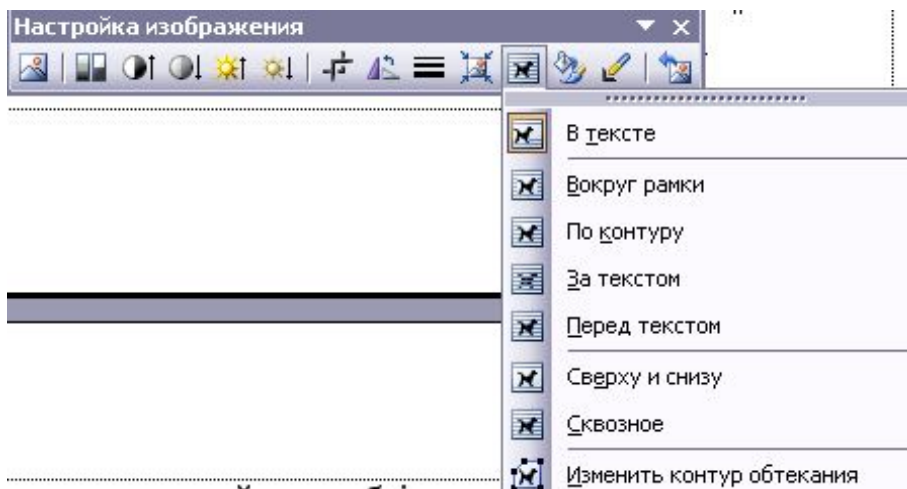 Настройка изображения
В тексте
Вокруг рамки
По контуру
За текстом
Перед текстом
Сверху и снизу
Сквозное
Изменить контур обтекания